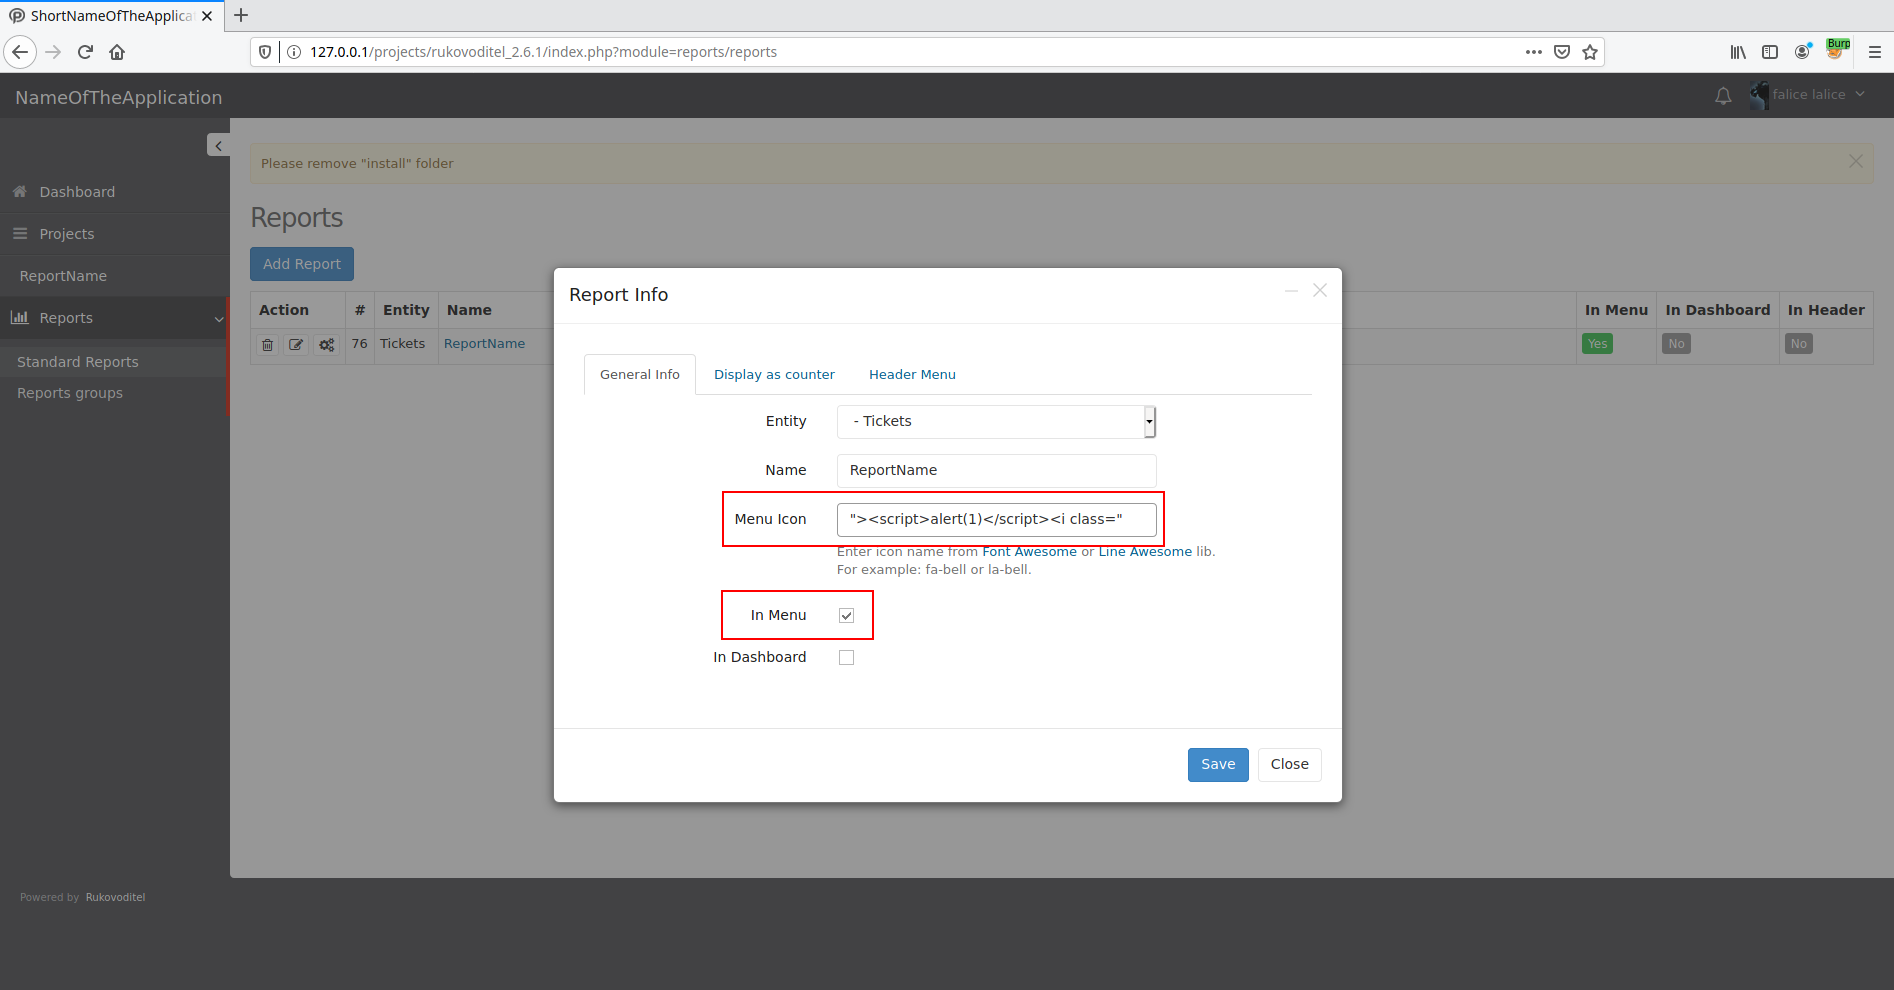 ShortNameOfTheApplica
127.0.0.1/projects/rukovoditel_2.6.1/index.php?module=reports/reports
Burp
NameOfTheApplication
falice lalice
Please remove "install" folder
Dashboard
Projects
ReportName
Reports
Standard Reports
Reports groups
Reports
Add Report
Action # Entity Name In Menu In Dashboard In Header
76 Tickets ReportName Yes No No
Report Info
General Info Display as counter Header Menu
Entity - Tickets
Name ReportName
Menu Icon "><script>alert(1)</script><i class="
Enter icon name from Font Awesome or Line Awesome lib.
For example: fa-bell or la-bell.
In Menu
In Dashboard
Save Close
Powered by Rukovoditel